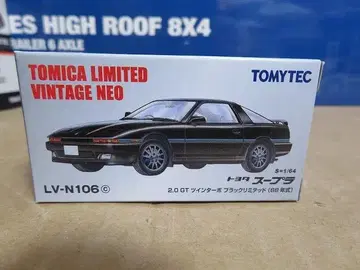 ES HIGH ROOF 8X4
AILER 6 AXLE
TOMICA LIMITED
VINTAGE NEO
TOMYTEC
S=1/64
LV-N106 c
トヨタ スープラ
2.0 GT ツインターボ ブラックリミテッド (88年式)